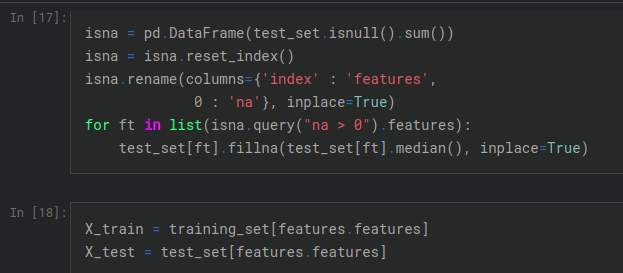 In [17]:
isna = pd.DataFrame(test_set.isnull().sum())
isna = isna.reset_index()
isna.rename(columns={'index' : 'features',
             0 : 'na'}, inplace=True)
for ft in list(isna.query("na > 0").features):
    test_set[ft].fillna(test_set[ft].median(), inplace=True)
In [18]:
X_train = training_set[features.features]
X_test = test_set[features.features]